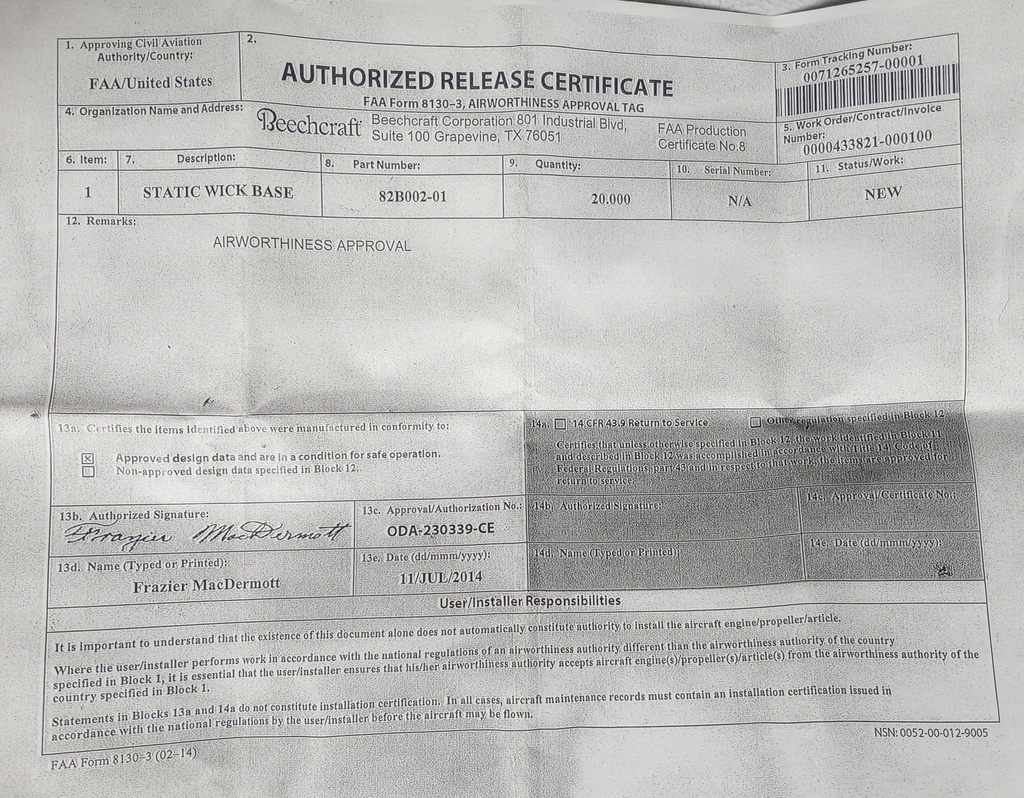 1. Approving Civil Aviation
Authority/Country:
FAA/United States
2.
AUTHORIZED RELEASE CERTIFICATE
FAA Form 8130–3, AIRWORTHINESS APPROVAL TAG
3. Form Tracking Number:
0071265257-00001
4. Organization Name and Address:
Beechcraft
Beechcraft Corporation 801 Industrial Blvd,
Suite 100 Grapevine, TX 76051
FAA Production
Certificate No.8
5. Work Order/Contract/Invoice
Number:
0000433821-000100
6. Item:
7. Description:
8. Part Number:
9. Quantity:
10. Serial Number:
11. Status/Work:
1
STATIC WICK BASE
82B002-01
20.000
N/A
NEW
12. Remarks:
AIRWORTHINESS APPROVAL
13a. Certifies the items identified above were manufactured in conformity to:
Approved design data and are in a condition for safe operation.
Non-approved design data specified in Block 12.
14a. 14 CFR 43.9 Return to Service
Other regulation specified in Block 12
Certifies that unless otherwise specified in Block 12, the work identified in Block 11
and described in Block 12 was accomplished in accordance with Title 14, Code of
Federal Regulations, part 43 and in respect to that work, the items are approved for
return to service.
13b. Authorized Signature:
Frazier MacDermott
13c. Approval/Authorization No.:
ODA-230339-CE
14b. Authorized Signature:
14c. Approval/Certificate No.:
13d. Name (Typed or Printed):
Frazier MacDermott
13e. Date (dd/mmm/yyyy):
11/JUL/2014
14d. Name (Typed or Printed):
14e. Date (dd/mmm/yyyy):
User/Installer Responsibilities
It is important to understand that the existence of this document alone does not automatically constitute authority to install the aircraft engine/propeller/article.
Where the user/installer performs work in accordance with the national regulations of an airworthiness authority different than the airworthiness authority of the country
specified in Block 1, it is essential that the user/installer ensures that his/her airworthiness authority accepts aircraft engine(s)/propeller(s)/article(s) from the airworthiness authority of the
country specified in Block 1.
Statements in Blocks 13a and 14a do not constitute installation certification. In all cases, aircraft maintenance records must contain an installation certification issued in
accordance with the national regulations by the user/installer before the aircraft may be flown.
FAA Form 8130–3 (02–14)
NSN: 0052-00-012-9005